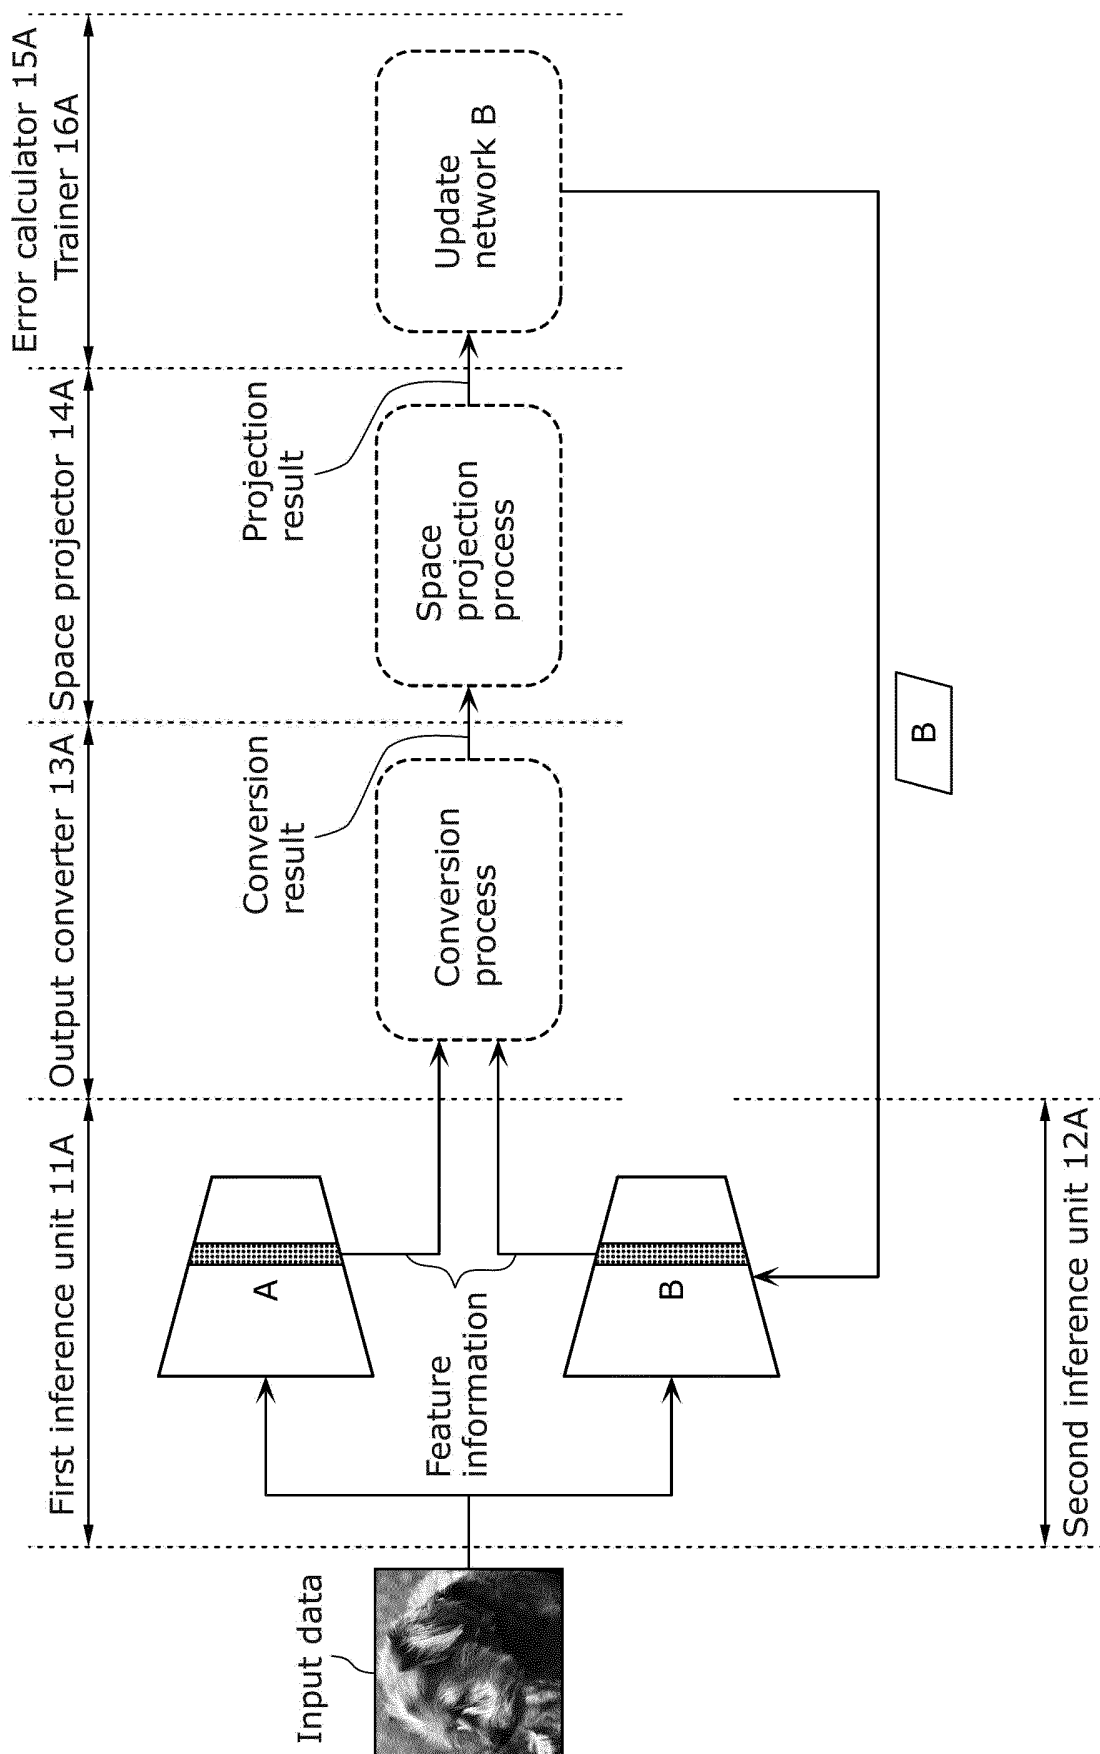 First inference unit 11A
Output converter 13A
Space projector 14A
Error calculator 15A
Trainer 16A
Input data
A
Feature
information
B
Conversion
process
Conversion
result
Space
projection
process
Projection
result
Update
network B
B
Second inference unit 12A